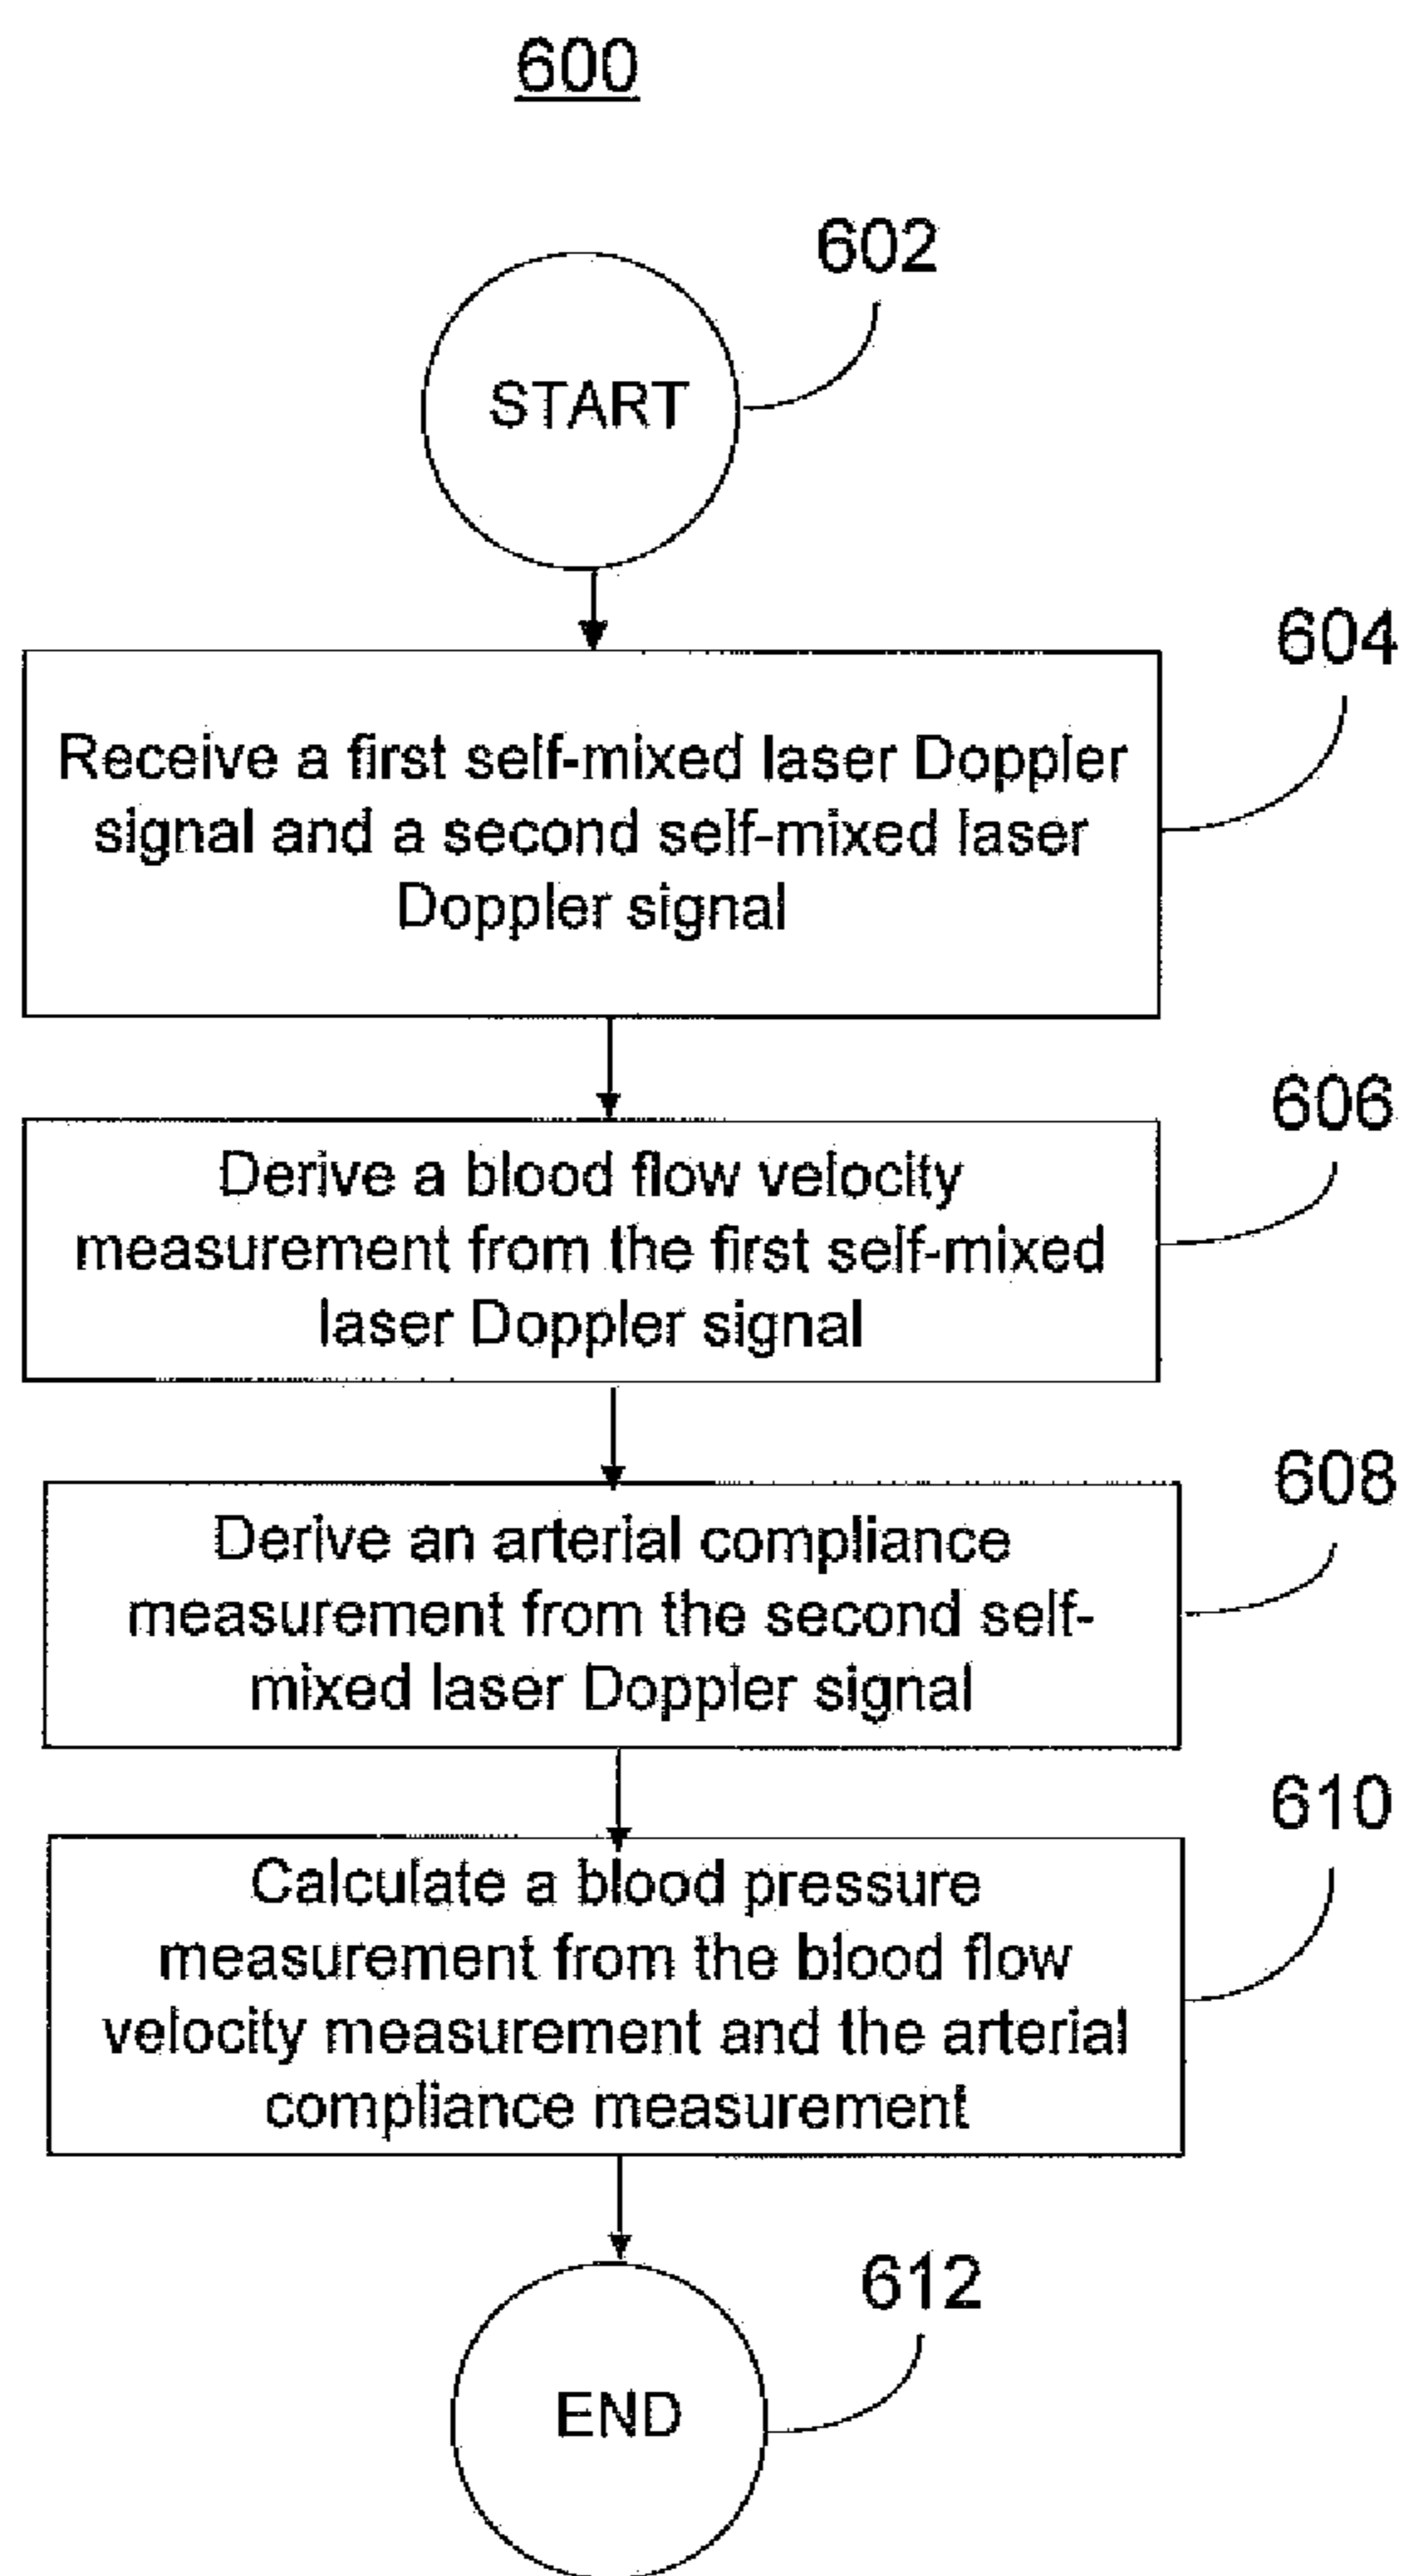 600
602
START
604
Receive a first self-mixed laser Doppler
signal and a second self-mixed laser
Doppler signal
606
Derive a blood flow velocity
measurement from the first self-mixed
laser Doppler signal
608
Derive an arterial compliance
measurement from the second self-
mixed laser Doppler signal
610
Calculate a blood pressure
measurement from the blood flow
velocity measurement and the arterial
compliance measurement
612
END